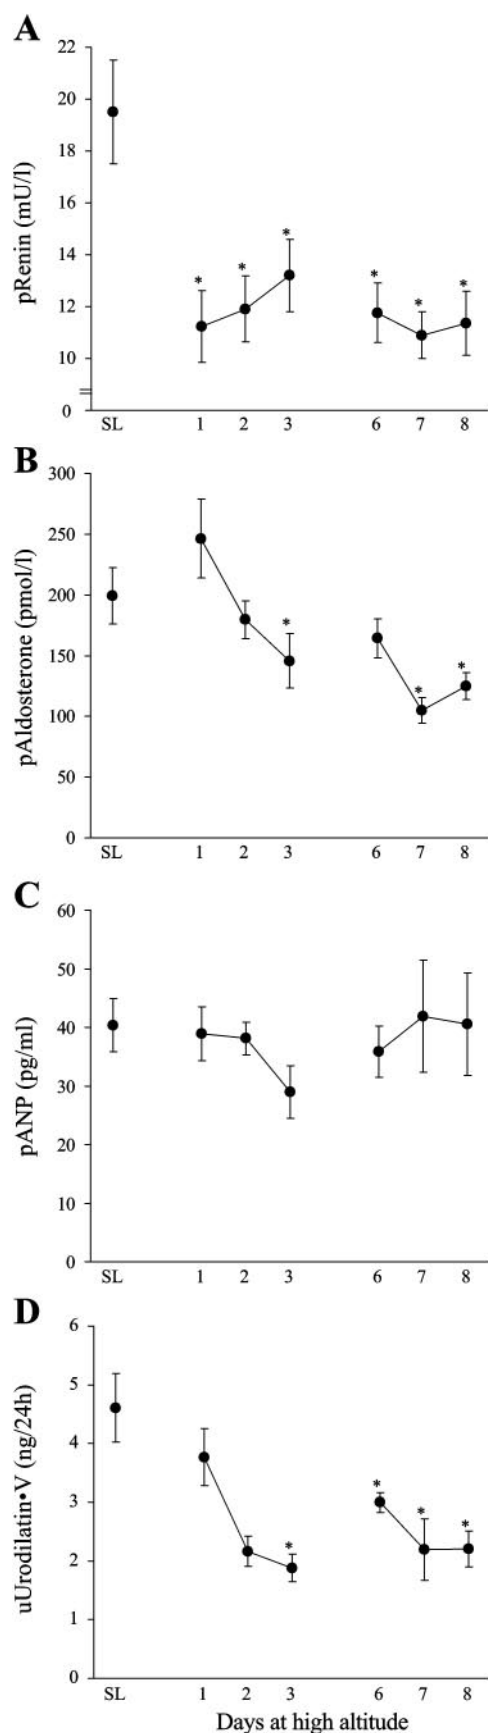 A
pRenin (mU/l)
22
20
18
16
14
12
10
0
* * * * * *
SL 1 2 3 6 7 8
B
pAldosterone (pmol/l)
300
250
200
150
100
50
0
* * *
SL 1 2 3 6 7 8
C
pANP (pg/ml)
60
50
40
30
20
10
0
SL 1 2 3 6 7 8
D
uUrodilatin•V (ng/24h)
6
5
4
3
2
1
0
* * * *
SL 1 2 3 6 7 8
Days at high altitude